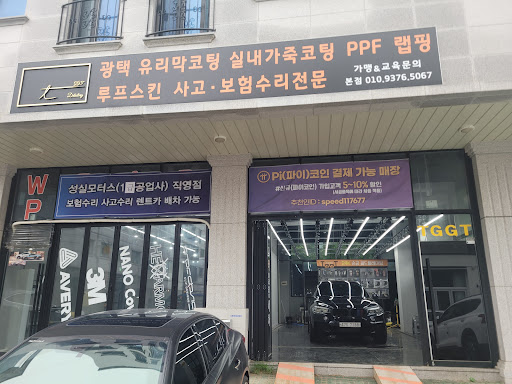 광택 유리막코팅 실내가죽코팅 PPF 랩핑
루프스킨 사고·보험수리전문
가맹&교육문의
본점 010.9376.5067
성실모터스(1급공업사) 직영점
보험수리 사고수리 렌트카 배차 가능
Pi(파이)코인 결제 가능 매장
추천인ID : speed117677
WP
AVERY
3M
NANO
TGGT